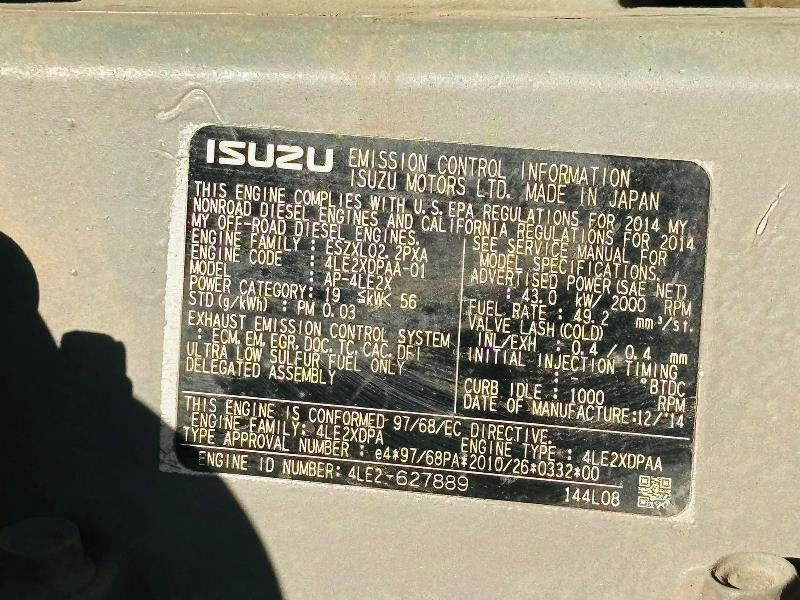 ISUZU EMISSION CONTROL INFORMATION
ISUZU MOTORS LTD. MADE IN JAPAN
THIS ENGINE COMPLIES WITH U.S. EPA REGULATIONS FOR 2014 MY
NONROAD DIESEL ENGINES AND CALIFORNIA REGULATIONS FOR 2014
MY OFF-ROAD DIESEL ENGINES.
ENGINE FAMILY : ESZXL02.2PXA
ENGINE CODE : 4LE2XDPAA-01
MODEL : AP-4LE2X
POWER CATEGORY: 19 ≤kW< 56
STD (g/kWh) : PM 0.03
EXHAUST EMISSION CONTROL SYSTEM
: ECM, EM, EGR, DOC, TC, CAC, DFI
ULTRA LOW SULFUR FUEL ONLY
DELEGATED ASSEMBLY
SEE SERVICE MANUAL FOR
MODEL SPECIFICATIONS.
ADVERTISED POWER (SAE NET)
: 43.0 kW/ 2000 RPM
FUEL RATE : 49.2 mm³/st.
VALVE LASH (COLD)
INL/EXH : 0.4 / 0.4 mm
INITIAL INJECTION TIMING
: - °BTDC
CURB IDLE : 1000 RPM
DATE OF MANUFACTURE:12/'14
THIS ENGINE IS CONFORMED 97/68/EC DIRECTIVE.
ENGINE FAMILY: 4LE2XDPA ENGINE TYPE : 4LE2XDPAA
TYPE APPROVAL NUMBER : e4*97/68PA*2010/26*0332*00
ENGINE ID NUMBER: 4LE2-627889 144L08